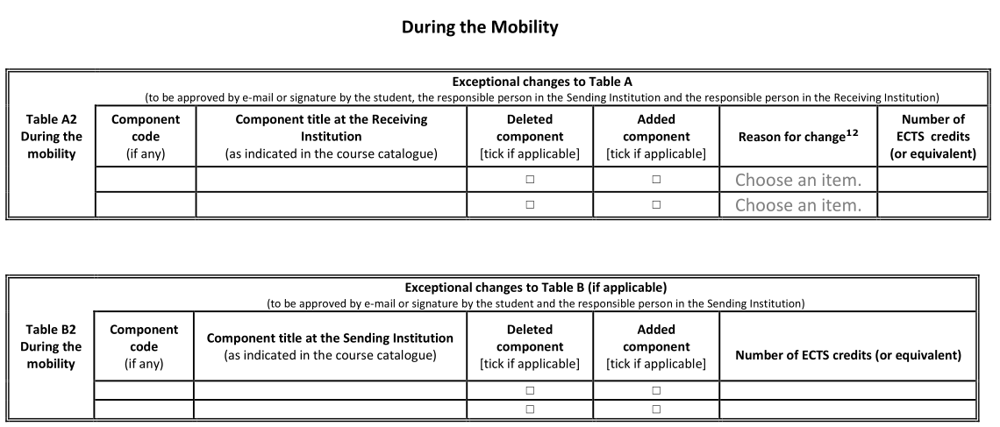 During the Mobility
Exceptional changes to Table A
(to be approved by e-mail or signature by the student, the responsible person in the Sending Institution and the responsible person in the Receiving Institution)
Table A2
During the
mobility
Component
code
(if any)
Component title at the Receiving
Institution
(as indicated in the course catalogue)
Deleted
component
[tick if applicable]
Added
component
[tick if applicable]
Reason for change12
Number of
ECTS credits
(or equivalent)
☐ ☐ Choose an item.
☐ ☐ Choose an item.
Exceptional changes to Table B (if applicable)
(to be approved by e-mail or signature by the student and the responsible person in the Sending Institution)
Table B2
During the
mobility
Component
code
(if any)
Component title at the Sending Institution
(as indicated in the course catalogue)
Deleted
component
[tick if applicable]
Added
component
[tick if applicable]
Number of ECTS credits (or equivalent)
☐ ☐
☐ ☐